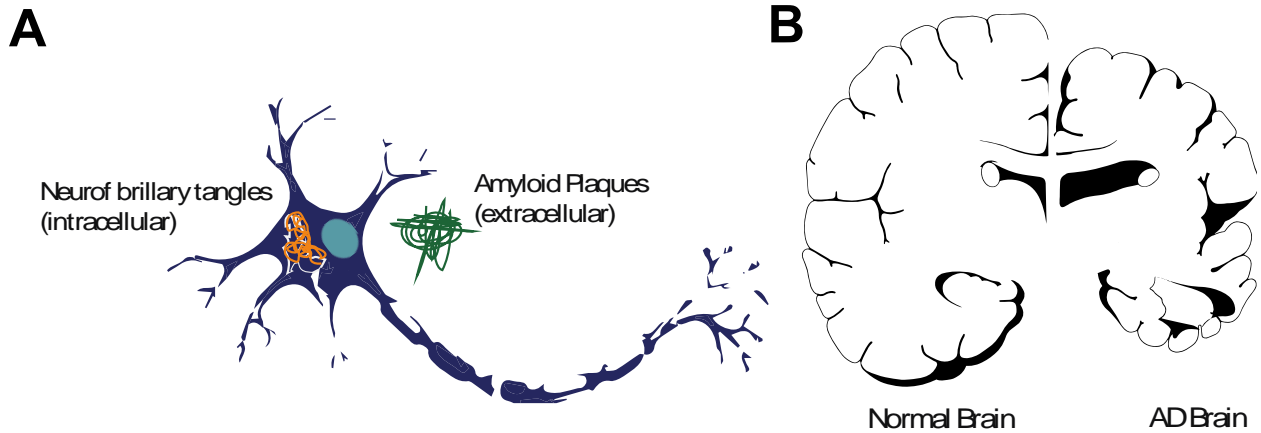 A
B
Neurof brillary tangles
(intracellular)
Amyloid Plaques
(extracellular)
Normal Brain
AD Brain